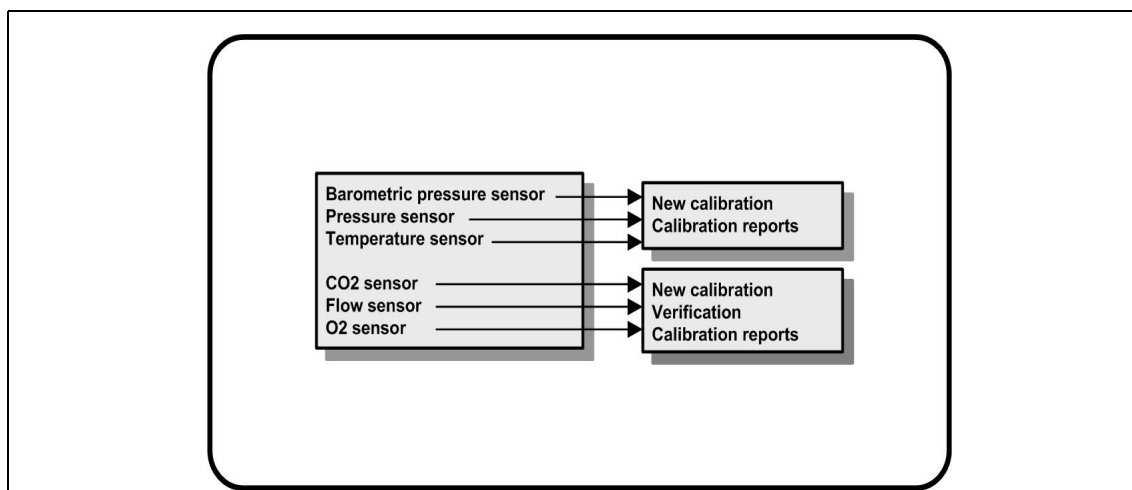 Barometric pressure sensor
Pressure sensor
Temperature sensor
CO2 sensor
Flow sensor
O2 sensor
New calibration
Calibration reports
New calibration
Verification
Calibration reports